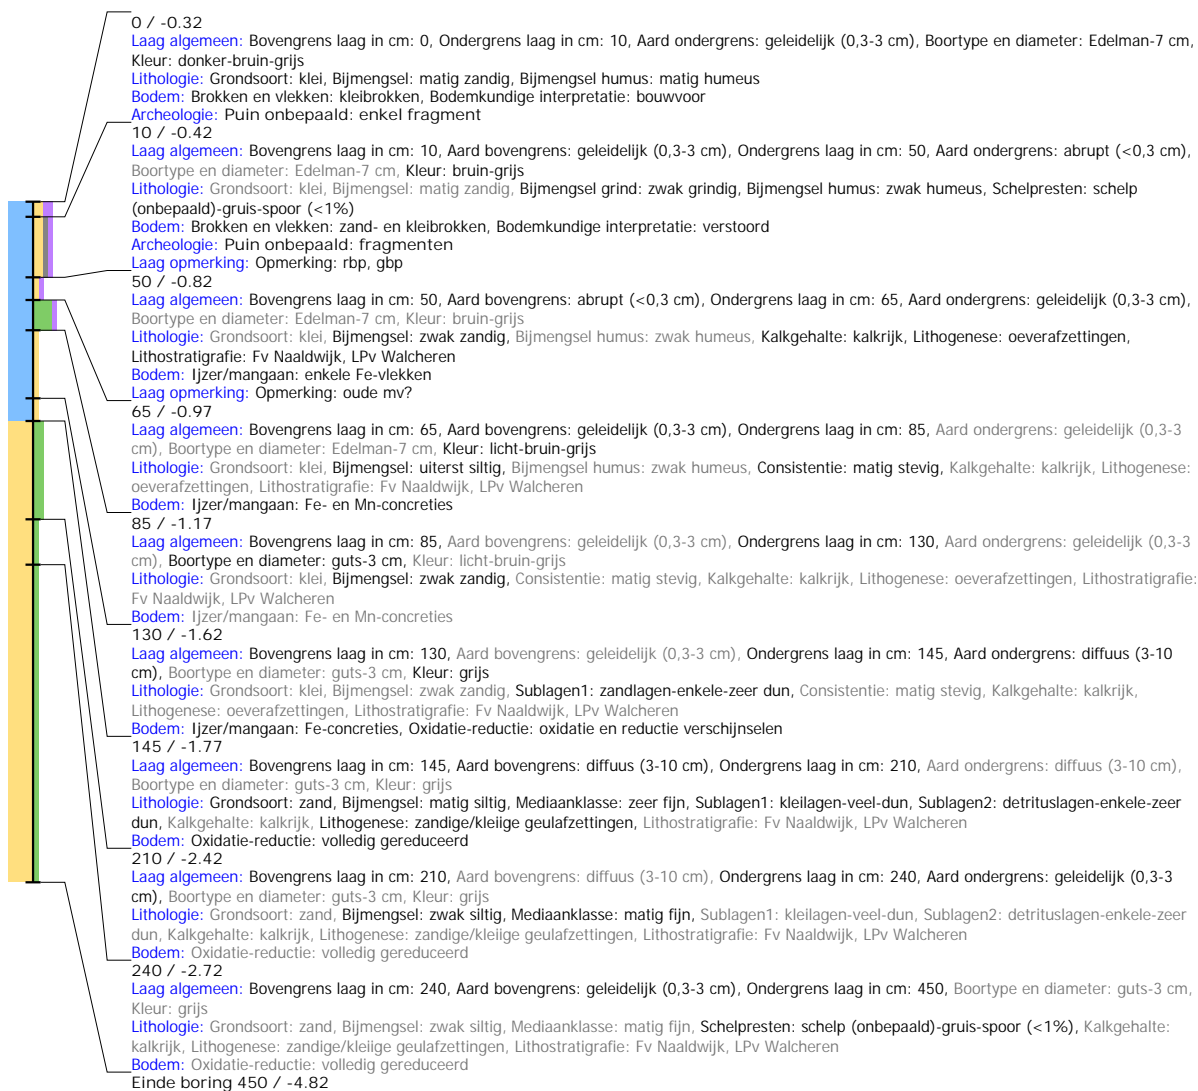 0 / -0.32
Laag algemeen: Bovengrens laag in cm: 0, Ondergrens laag in cm: 10, Aard ondergrens: geleidelijk (0,3-3 cm), Boortype en diameter: Edelman-7 cm,
Kleur: donker-bruin-grijs
Lithologie: Grondsoort: klei, Bijmengsel: matig zandig, Bijmengsel humus: matig humeus
Bodem: Brokken en vlekken: kleibrokken, Bodemkundige interpretatie: bouwvoor
Archeologie: Puin onbepaald: enkel fragment
10 / -0.42
Laag algemeen: Bovengrens laag in cm: 10, Aard bovengrens: geleidelijk (0,3-3 cm), Ondergrens laag in cm: 50, Aard ondergrens: abrupt (<0,3 cm),
Boortype en diameter: Edelman-7 cm, Kleur: bruin-grijs
Lithologie: Grondsoort: klei, Bijmengsel: matig zandig, Bijmengsel grind: zwak grindig, Bijmengsel humus: zwak humeus, Schelpresten: schelp
(onbepaald)-gruis-spoor (<1%)
Bodem: Brokken en vlekken: zand- en kleibrokken, Bodemkundige interpretatie: verstoord
Archeologie: Puin onbepaald: fragmenten
Laag opmerking: Opmerking: rbp, gbp
50 / -0.82
Laag algemeen: Bovengrens laag in cm: 50, Aard bovengrens: abrupt (<0,3 cm), Ondergrens laag in cm: 65, Aard ondergrens: geleidelijk (0,3-3 cm),
Boortype en diameter: Edelman-7 cm, Kleur: bruin-grijs
Lithologie: Grondsoort: klei, Bijmengsel: zwak zandig, Bijmengsel humus: zwak humeus, Kalkgehalte: kalkrijk, Lithogenese: oeverafzettingen,
Lithostratigrafie: Fv Naaldwijk, LPv Walcheren
Bodem: Ijzer/mangaan: enkele Fe-vlekken
Laag opmerking: Opmerking: oude mv?
65 / -0.97
Laag algemeen: Bovengrens laag in cm: 65, Aard bovengrens: geleidelijk (0,3-3 cm), Ondergrens laag in cm: 85, Aard ondergrens: geleidelijk (0,3-3
cm), Boortype en diameter: Edelman-7 cm, Kleur: licht-bruin-grijs
Lithologie: Grondsoort: klei, Bijmengsel: uiterst siltig, Bijmengsel humus: zwak humeus, Consistentie: matig stevig, Kalkgehalte: kalkrijk, Lithogenese:
oeverafzettingen, Lithostratigrafie: Fv Naaldwijk, LPv Walcheren
Bodem: Ijzer/mangaan: Fe- en Mn-concreties
85 / -1.17
Laag algemeen: Bovengrens laag in cm: 85, Aard bovengrens: geleidelijk (0,3-3 cm), Ondergrens laag in cm: 130, Aard ondergrens: geleidelijk (0,3-3
cm), Boortype en diameter: guts-3 cm, Kleur: licht-bruin-grijs
Lithologie: Grondsoort: klei, Bijmengsel: zwak zandig, Consistentie: matig stevig, Kalkgehalte: kalkrijk, Lithogenese: oeverafzettingen, Lithostratigrafie:
Fv Naaldwijk, LPv Walcheren
Bodem: Ijzer/mangaan: Fe- en Mn-concreties
130 / -1.62
Laag algemeen: Bovengrens laag in cm: 130, Aard bovengrens: geleidelijk (0,3-3 cm), Ondergrens laag in cm: 145, Aard ondergrens: diffuus (3-10
cm), Boortype en diameter: guts-3 cm, Kleur: grijs
Lithologie: Grondsoort: klei, Bijmengsel: zwak zandig, Sublagen1: zandlagen-enkele-zeer dun, Consistentie: matig stevig, Kalkgehalte: kalkrijk,
Lithogenese: oeverafzettingen, Lithostratigrafie: Fv Naaldwijk, LPv Walcheren
Bodem: Ijzer/mangaan: Fe-concreties, Oxidatie-reductie: oxidatie en reductie verschijnselen
145 / -1.77
Laag algemeen: Bovengrens laag in cm: 145, Aard bovengrens: diffuus (3-10 cm), Ondergrens laag in cm: 210, Aard ondergrens: diffuus (3-10 cm),
Boortype en diameter: guts-3 cm, Kleur: grijs
Lithologie: Grondsoort: zand, Bijmengsel: matig siltig, Mediaanklasse: zeer fijn, Sublagen1: kleilagen-veel-dun, Sublagen2: detrituslagen-enkele-zeer
dun, Kalkgehalte: kalkrijk, Lithogenese: zandige/kleiige geulafzettingen, Lithostratigrafie: Fv Naaldwijk, LPv Walcheren
Bodem: Oxidatie-reductie: volledig gereduceerd
210 / -2.42
Laag algemeen: Bovengrens laag in cm: 210, Aard bovengrens: diffuus (3-10 cm), Ondergrens laag in cm: 240, Aard ondergrens: geleidelijk (0,3-3
cm), Boortype en diameter: guts-3 cm, Kleur: grijs
Lithologie: Grondsoort: zand, Bijmengsel: zwak siltig, Mediaanklasse: matig fijn, Sublagen1: kleilagen-veel-dun, Sublagen2: detrituslagen-enkele-zeer
dun, Kalkgehalte: kalkrijk, Lithogenese: zandige/kleiige geulafzettingen, Lithostratigrafie: Fv Naaldwijk, LPv Walcheren
Bodem: Oxidatie-reductie: volledig gereduceerd
240 / -2.72
Laag algemeen: Bovengrens laag in cm: 240, Aard bovengrens: geleidelijk (0,3-3 cm), Ondergrens laag in cm: 450, Boortype en diameter: guts-3 cm,
Kleur: grijs
Lithologie: Grondsoort: zand, Bijmengsel: zwak siltig, Mediaanklasse: matig fijn, Schelpresten: schelp (onbepaald)-gruis-spoor (<1%), Kalkgehalte:
kalkrijk, Lithogenese: zandige/kleiige geulafzettingen, Lithostratigrafie: Fv Naaldwijk, LPv Walcheren
Bodem: Oxidatie-reductie: volledig gereduceerd
Einde boring 450 / -4.82